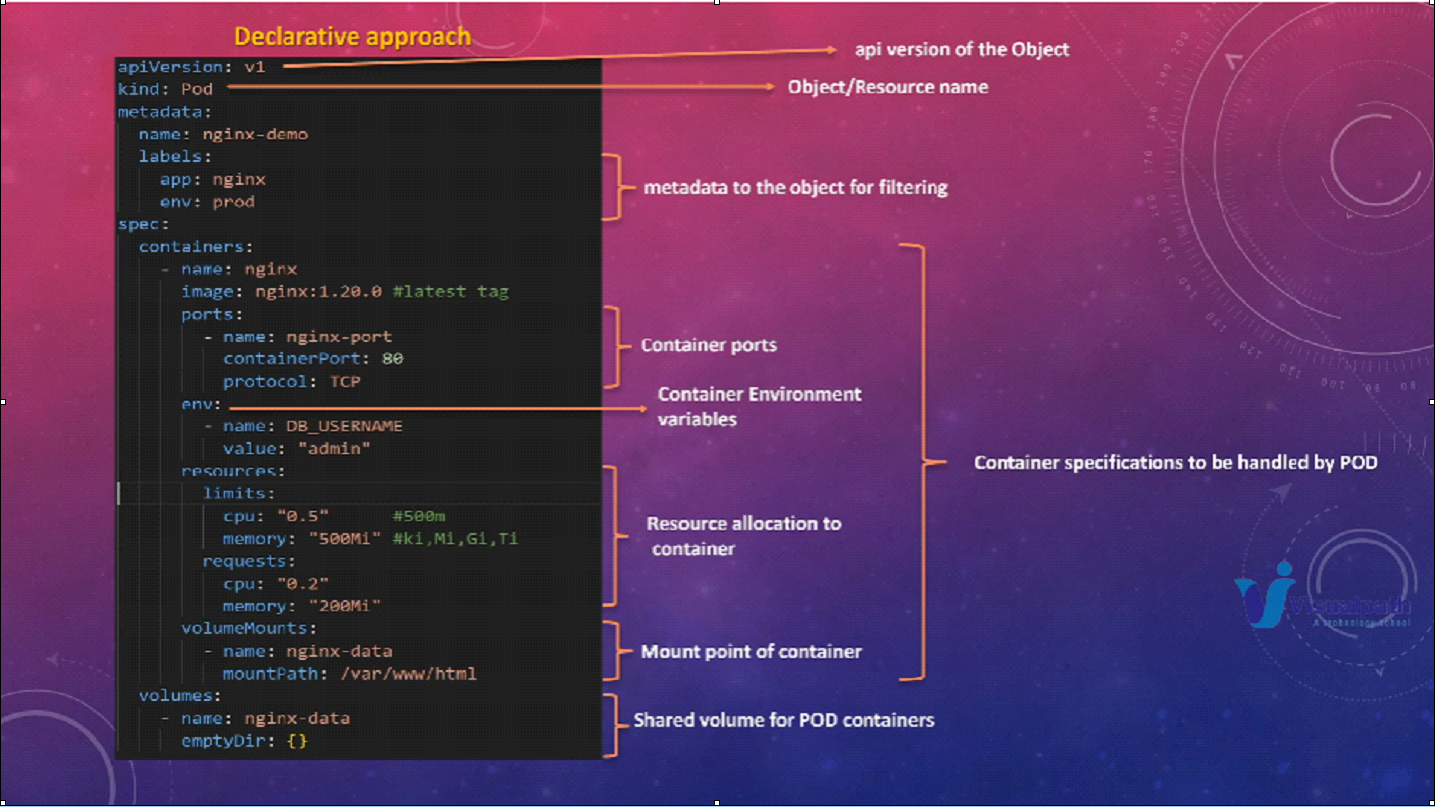 Declarative approach
apiVersion: v1
kind: Pod
metadata:
  name: nginx-demo
  labels:
    app: nginx
    env: prod
spec:
  containers:
    - name: nginx
      image: nginx:1.20.0 #latest tag
      ports:
        - name: nginx-port
          containerPort: 80
          protocol: TCP
      env:
        - name: DB_USERNAME
          value: "admin"
      resources:
        limits:
          cpu: "0.5"      #500m
          memory: "500Mi" #ki,Mi,Gi,Ti
        requests:
          cpu: "0.2"
          memory: "200Mi"
      volumeMounts:
        - name: nginx-data
          mountPath: /var/www/html
  volumes:
    - name: nginx-data
      emptyDir: {}
api version of the Object
Object/Resource name
metadata to the object for filtering
Container ports
Container Environment
variables
Resource allocation to
container
Mount point of container
Shared volume for POD containers
Container specifications to be handled by POD
Visualpath
A technology school